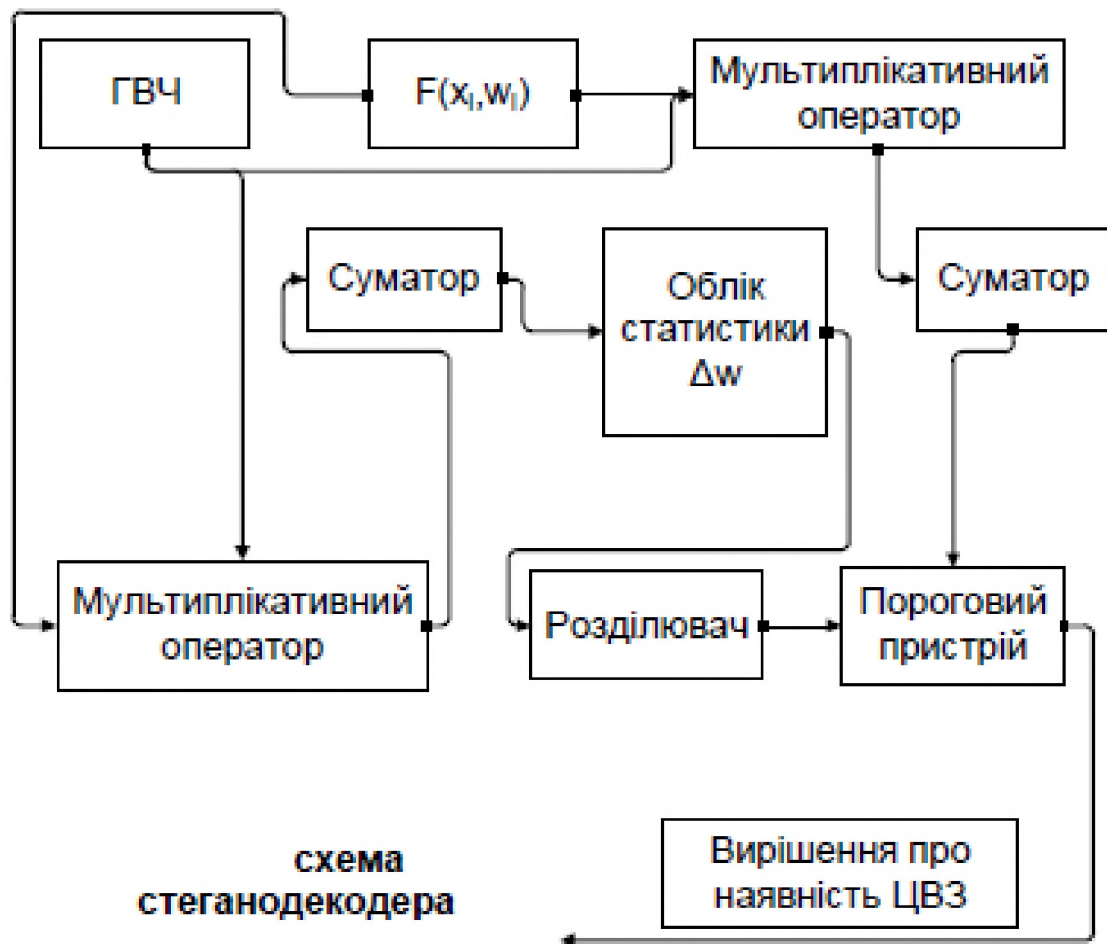 ГВЧ
F(xᵢ,wᵢ)
Мультиплікативний
оператор
Суматор
Облік
статистики
Δw
Суматор
Мультиплікативний
оператор
Розділювач
Пороговий
пристрій
схема
стеганодекодера
Вирішення про
наявність ЦВЗ